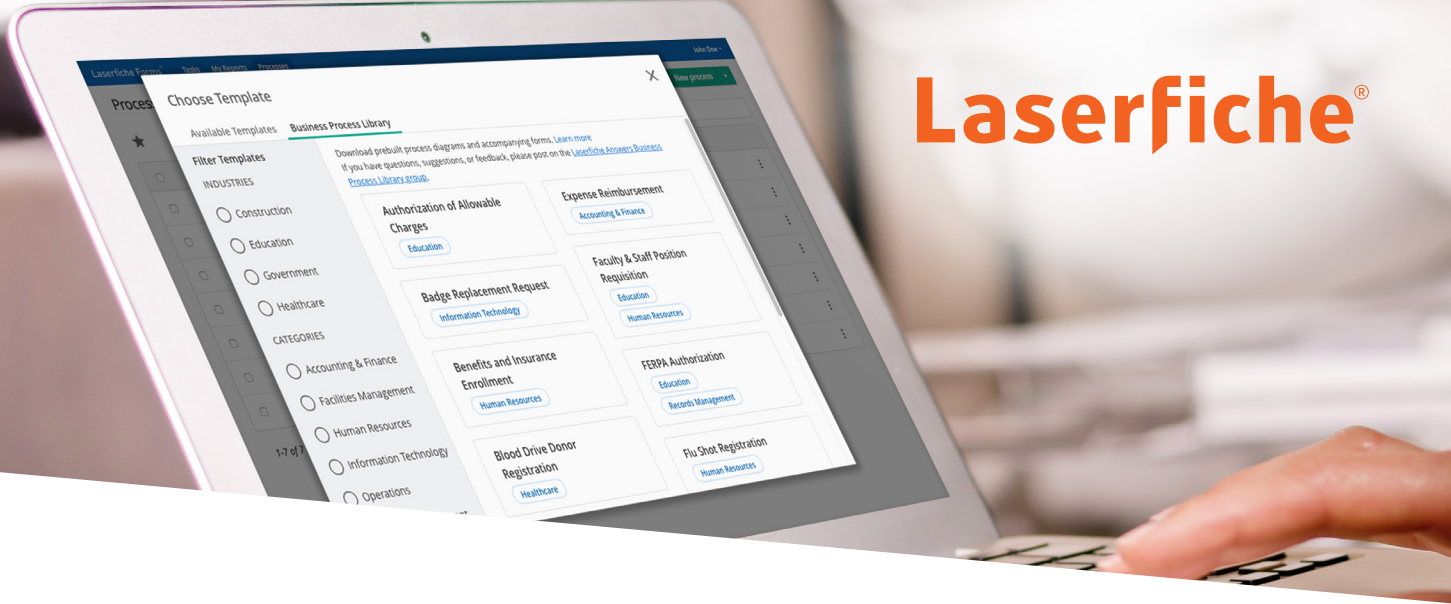 Laserfiche®
Laserfiche Forms
Tasks
My Reports
Processes
John Doe
Proces
New process
Choose Template
X
Available Templates
Business Process Library
Filter Templates
INDUSTRIES
Construction
Education
Government
Healthcare
CATEGORIES
Accounting & Finance
Facilities Management
Human Resources
Information Technology
Operations
Download prebuilt process diagrams and accompanying forms. Learn more
If you have questions, suggestions, or feedback, please post on the Laserfiche Answers Business
Process Library group.
Authorization of Allowable
Charges
Education
Expense Reimbursement
Accounting & Finance
Badge Replacement Request
Information Technology
Faculty & Staff Position
Requisition
Education
Human Resources
Benefits and Insurance
Enrollment
Human Resources
FERPA Authorization
Education
Records Management
Blood Drive Donor
Registration
Healthcare
Flu Shot Registration
Human Resources
1-7 of 7